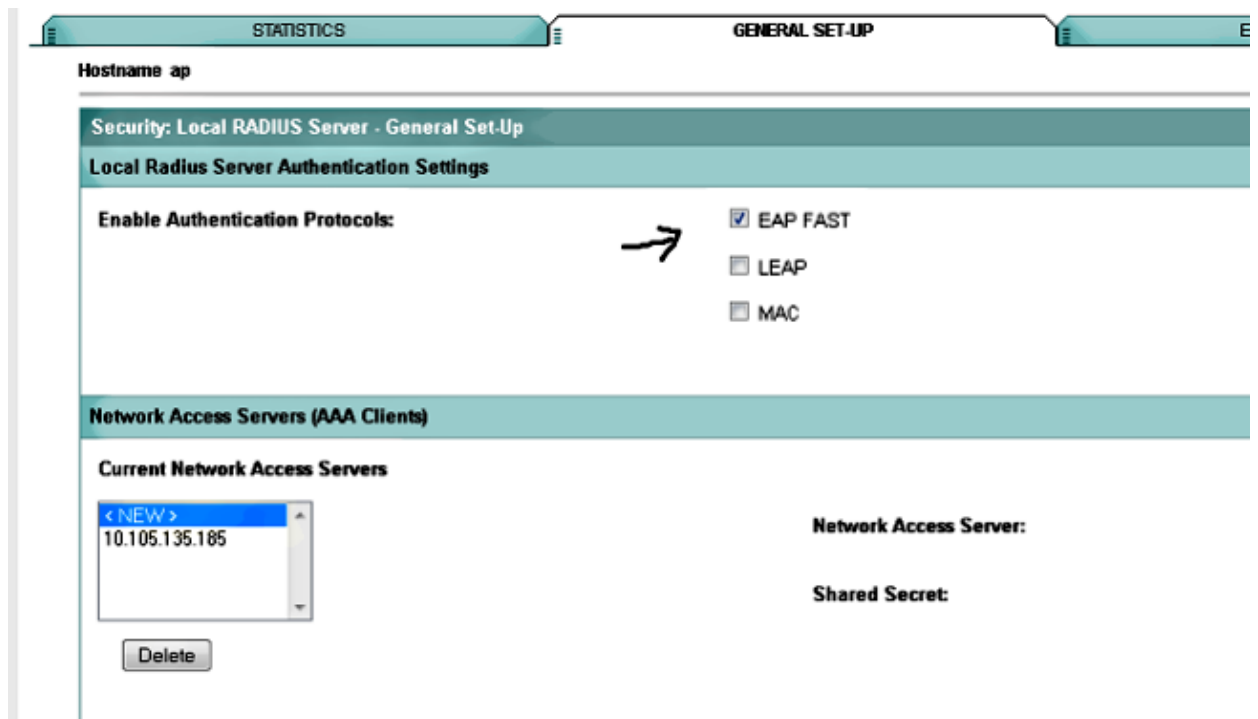 STATISTICS GENERAL SET-UP E
Hostname ap
Security: Local RADIUS Server - General Set-Up
Local Radius Server Authentication Settings
Enable Authentication Protocols: EAP FAST
LEAP
MAC
Network Access Servers (AAA Clients)
Current Network Access Servers
< NEW >
10.105.135.185
Network Access Server:
Shared Secret:
Delete